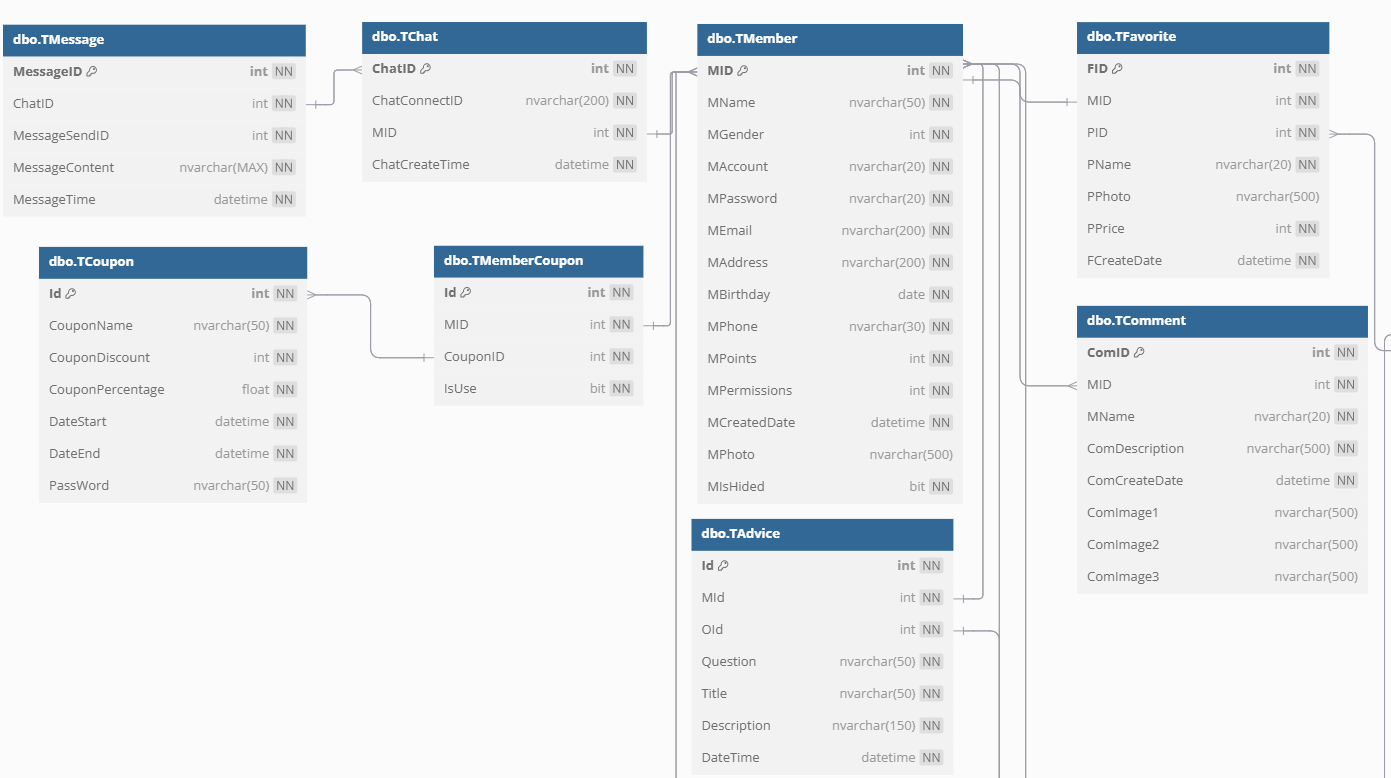 dbo.TMessage
MessageID int NN
ChatID int NN
MessageSendID int NN
MessageContent nvarchar(MAX) NN
MessageTime datetime NN
dbo.TChat
ChatID int NN
ChatConnectID nvarchar(200) NN
MID int NN
ChatCreateTime datetime NN
dbo.TMember
MID int NN
MName nvarchar(50) NN
MGender int NN
MAccount nvarchar(20) NN
MPassword nvarchar(20) NN
MEmail nvarchar(200) NN
MAddress nvarchar(200) NN
MBirthday date NN
MPhone nvarchar(30) NN
MPoints int NN
MPermissions int NN
MCreatedDate datetime NN
MPhoto nvarchar(500)
MIsHided bit NN
dbo.TFavorite
FID int NN
MID int NN
PID int NN
PName nvarchar(20) NN
PPhoto nvarchar(500)
PPrice int NN
FCreateDate datetime NN
dbo.TCoupon
Id int NN
CouponName nvarchar(50) NN
CouponDiscount int NN
CouponPercentage float NN
DateStart datetime NN
DateEnd datetime NN
PassWord nvarchar(50) NN
dbo.TMemberCoupon
Id int NN
MID int NN
CouponID int NN
IsUse bit NN
dbo.TComment
ComID int NN
MID int NN
MName nvarchar(20) NN
ComDescription nvarchar(500) NN
ComCreateDate datetime NN
ComImage1 nvarchar(500)
ComImage2 nvarchar(500)
ComImage3 nvarchar(500)
dbo.TAdvice
Id int NN
MId int NN
OId int NN
Question nvarchar(50) NN
Title nvarchar(50) NN
Description nvarchar(150) NN
DateTime datetime NN